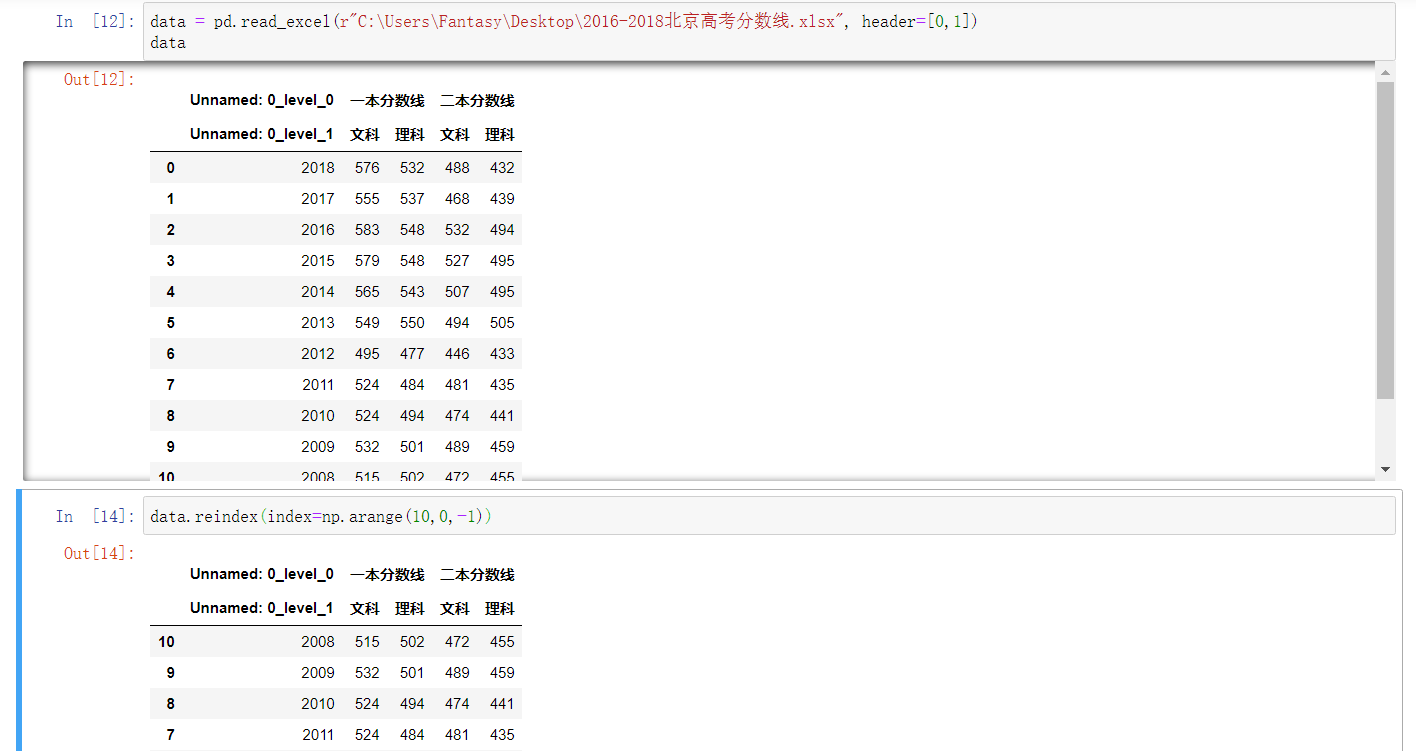 In [12]: data = pd.read_excel(r"C:\Users\Fantasy\Desktop\2016-2018北京高考分数线.xlsx", header=[0,1])
data
Out[12]:
Unnamed: 0_level_0 一本分数线 二本分数线
Unnamed: 0_level_1 文科 理科 文科 理科
0 2018 576 532 488 432
1 2017 555 537 468 439
2 2016 583 548 532 494
3 2015 579 548 527 495
4 2014 565 543 507 495
5 2013 549 550 494 505
6 2012 495 477 446 433
7 2011 524 484 481 435
8 2010 524 494 474 441
9 2009 532 501 489 459
10 2008 515 502 472 455
In [14]: data.reindex(index=np.arange(10,0,-1))
Out[14]:
Unnamed: 0_level_0 一本分数线 二本分数线
Unnamed: 0_level_1 文科 理科 文科 理科
10 2008 515 502 472 455
9 2009 532 501 489 459
8 2010 524 494 474 441
7 2011 524 484 481 435